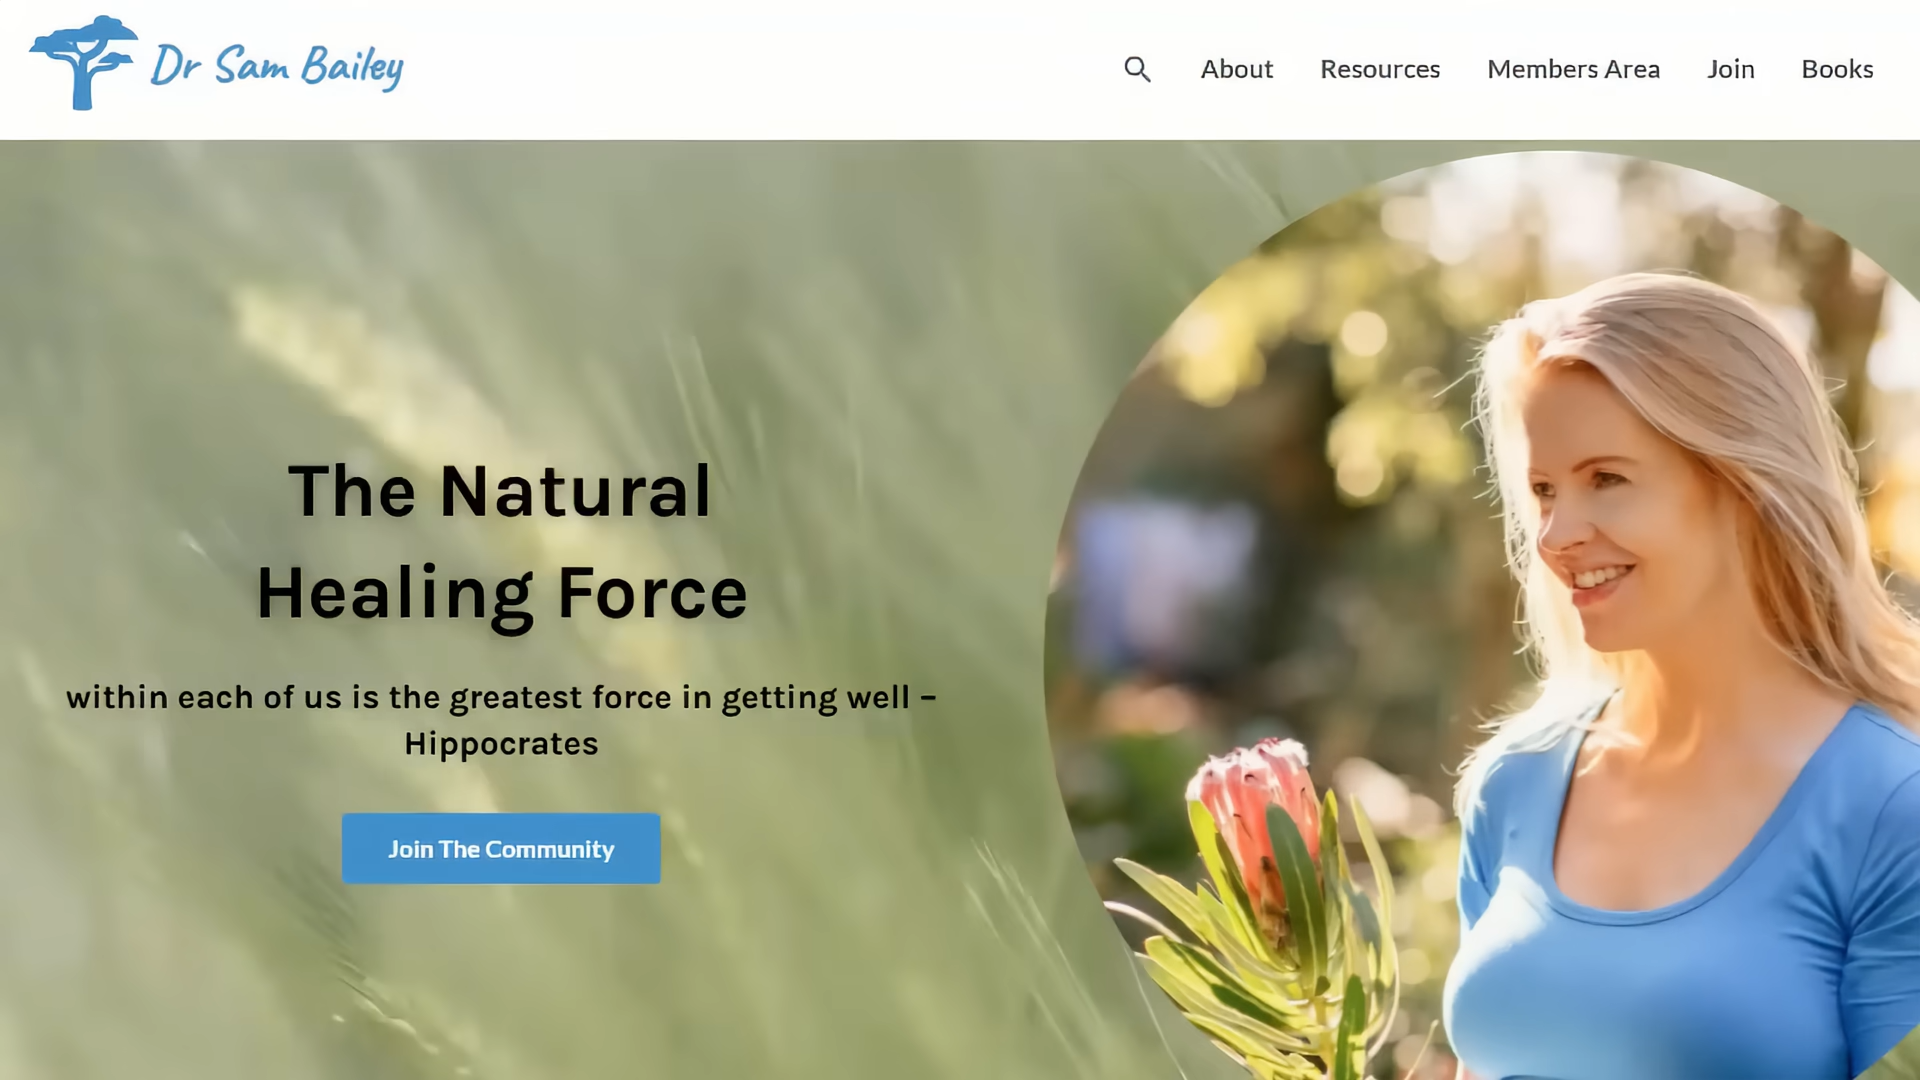 Dr Sam Bailey
About Resources Members Area Join Books
The Natural
Healing Force
within each of us is the greatest force in getting well –
Hippocrates
Join The Community